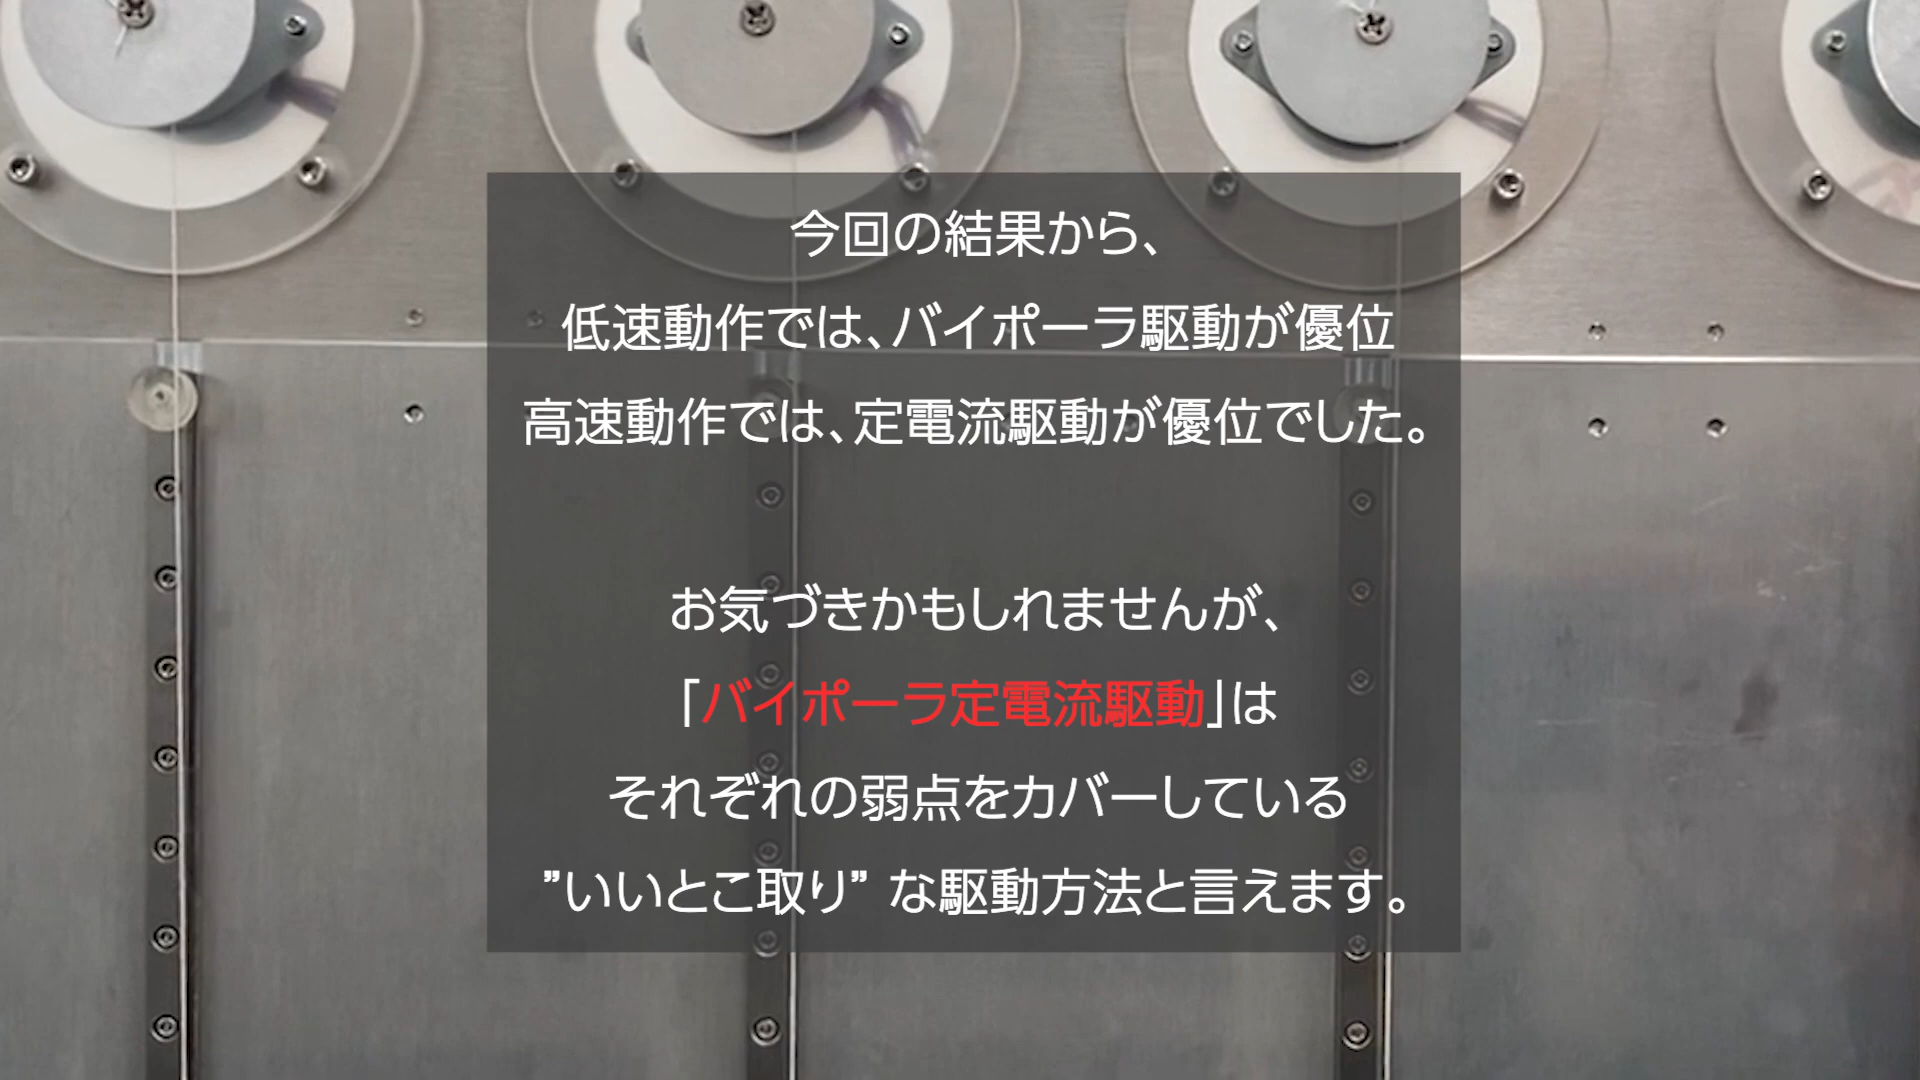 今回の結果から、
低速動作では、バイポーラ駆動が優位
高速動作では、定電流駆動が優位でした。
お気づきかもしれませんが、
「バイポーラ定電流駆動」は
それぞれの弱点をカバーしている
”いいとこ取り” な駆動方法と言えます。